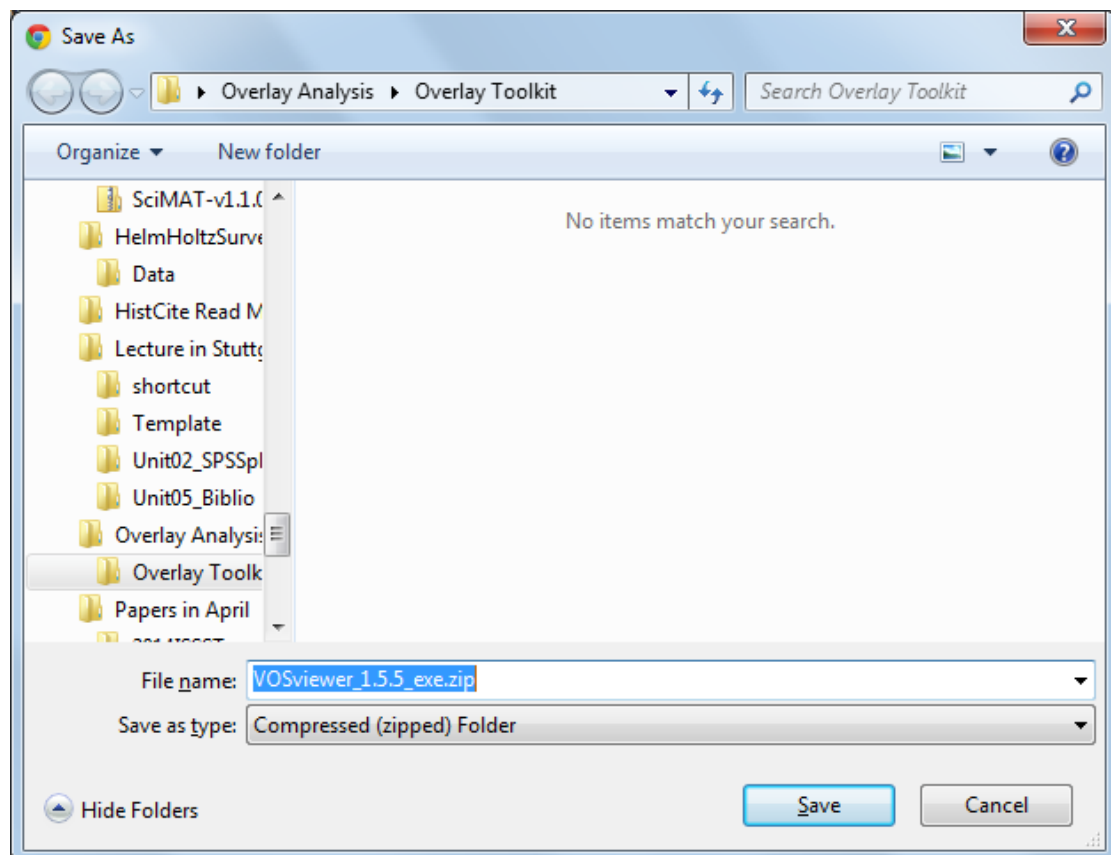 Save As
Overlay Analysis Overlay Toolkit
Search Overlay Toolkit
Organize New folder
SciMAT-v1.1.0
HelmHoltzSurve
Data
HistCite Read M
Lecture in Stuttg
shortcut
Template
Unit02_SPSSpl
Unit05_Biblio
Overlay Analysis
Overlay Toolk
Papers in April
No items match your search.
File name: VOSviewer_1.5.5_exe.zip
Save as type: Compressed (zipped) Folder
Hide Folders
Save
Cancel